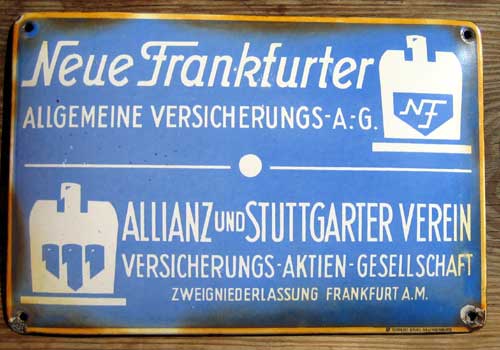 Neue Frankfurter
ALLGEMEINE VERSICHERUNGS-A.-G.
NF
ALLIANZ UND STUTTGARTER VEREIN
VERSICHERUNGS-AKTIEN-GESELLSCHAFT
ZWEIGNIEDERLASSUNG FRANKFURT A.M.